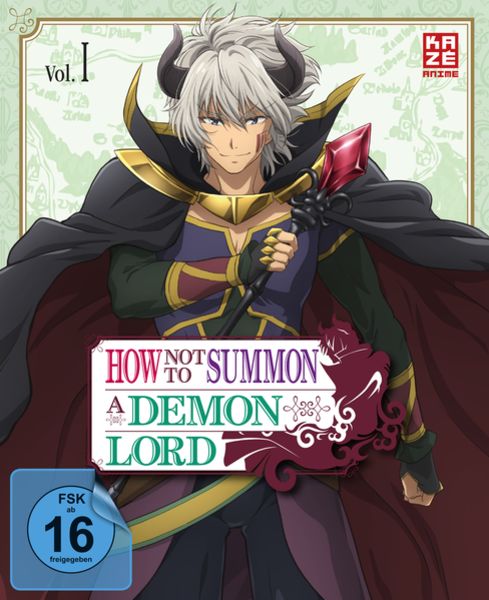 Vol. I
KAZE
ANIME
HOW NOT TO SUMMON
A DEMON
LORD
FSK
ab
16
freigegeben